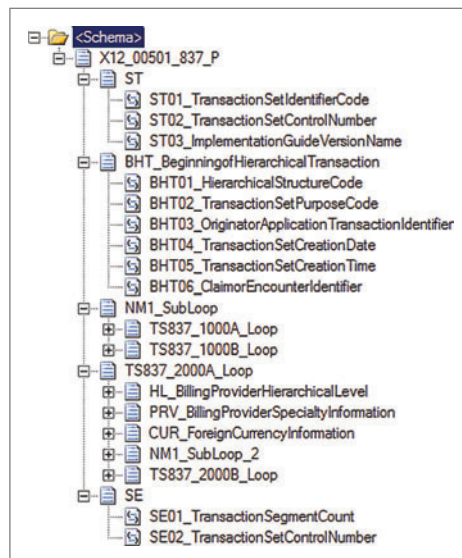 <Schema>
X12_00501_837_P
ST
ST01_TransactionSetIdentifierCode
ST02_TransactionSetControlNumber
ST03_ImplementationGuideVersionName
BHT_BeginningofHierarchicalTransaction
BHT01_HierarchicalStructureCode
BHT02_TransactionSetPurposeCode
BHT03_OriginatorApplicationTransactionIdentifier
BHT04_TransactionSetCreationDate
BHT05_TransactionSetCreationTime
BHT06_ClaimorEncounterIdentifier
NM1_SubLoop
TS837_1000A_Loop
TS837_1000B_Loop
TS837_2000A_Loop
HL_BillingProviderHierarchicalLevel
PRV_BillingProviderSpecialtyInformation
CUR_ForeignCurrencyInformation
NM1_SubLoop_2
TS837_2000B_Loop
SE
SE01_TransactionSegmentCount
SE02_TransactionSetControlNumber